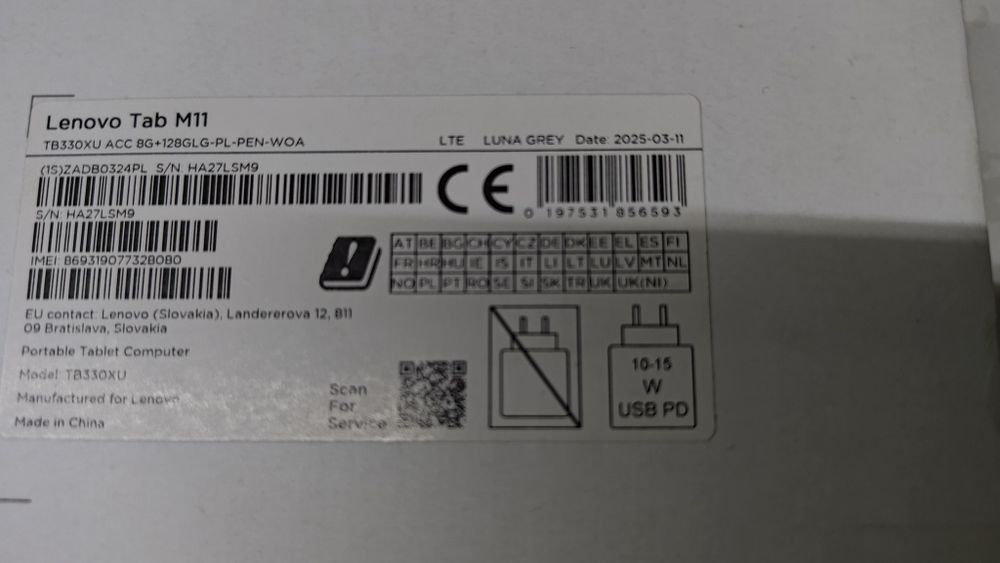 Lenovo Tab M11
TB330XU ACC 8G+128GLG-PL-PEN-WOA LTE LUNA GREY Date: 2025-03-11
(1S)ZADB0324PL S/N: HA27LSM9
S/N: HA27LSM9
0 197531 856593
IMEI: 869319077328080
AT BE BG CH CY CZ DE DK EE EL ES FI
FR HR HU IE IS IT LI LT LU LV MT NL
NO PL PT RO SE SI SK TR UK UK(NI)
EU contact: Lenovo (Slovakia), Landererova 12, 811
09 Bratislava, Slovakia
Portable Tablet Computer
Model: TB330XU
Manufactured for Lenovo
Made in China
Scan
For
Service
10-15
W
USB PD